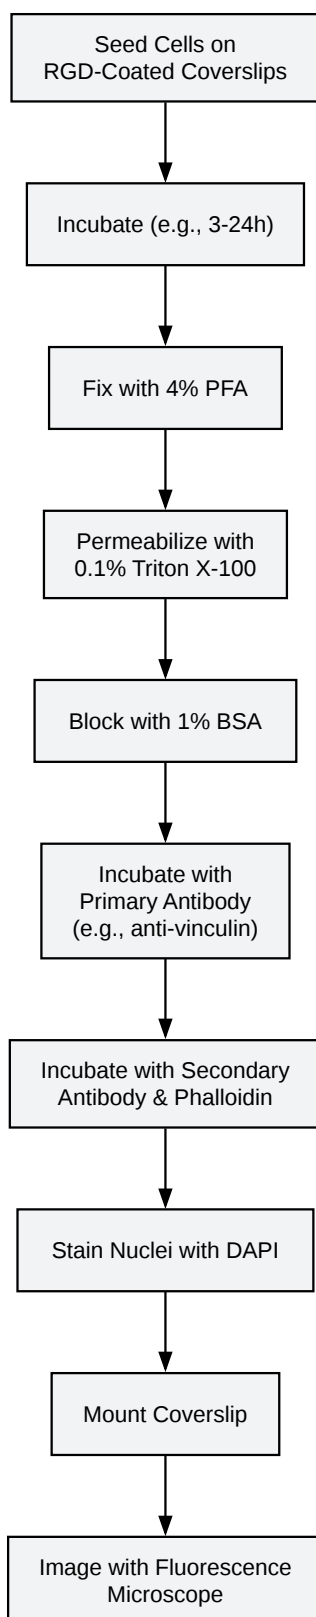 Seed Cells on
RGD-Coated Coverslips
Incubate (e.g., 3-24h)
Fix with 4% PFA
Permeabilize with
0.1% Triton X-100
Block with 1% BSA
Incubate with
Primary Antibody
(e.g., anti-vinculin)
Incubate with Secondary
Antibody & Phalloidin
Stain Nuclei with DAPI
Mount Coverslip
Image with Fluorescence
Microscope